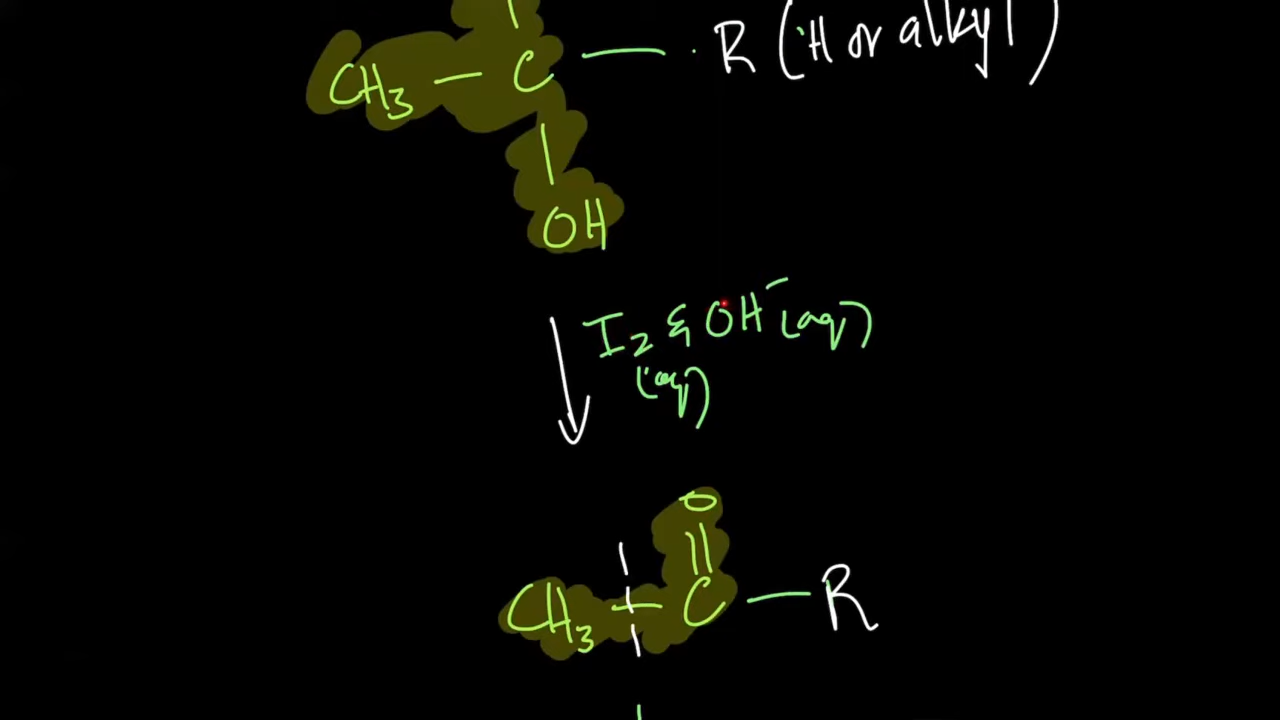 CH3 — C — R (H or alkyl)
OH
I2 & OH⁻ (aq)
(aq)
O
CH3 — C — R